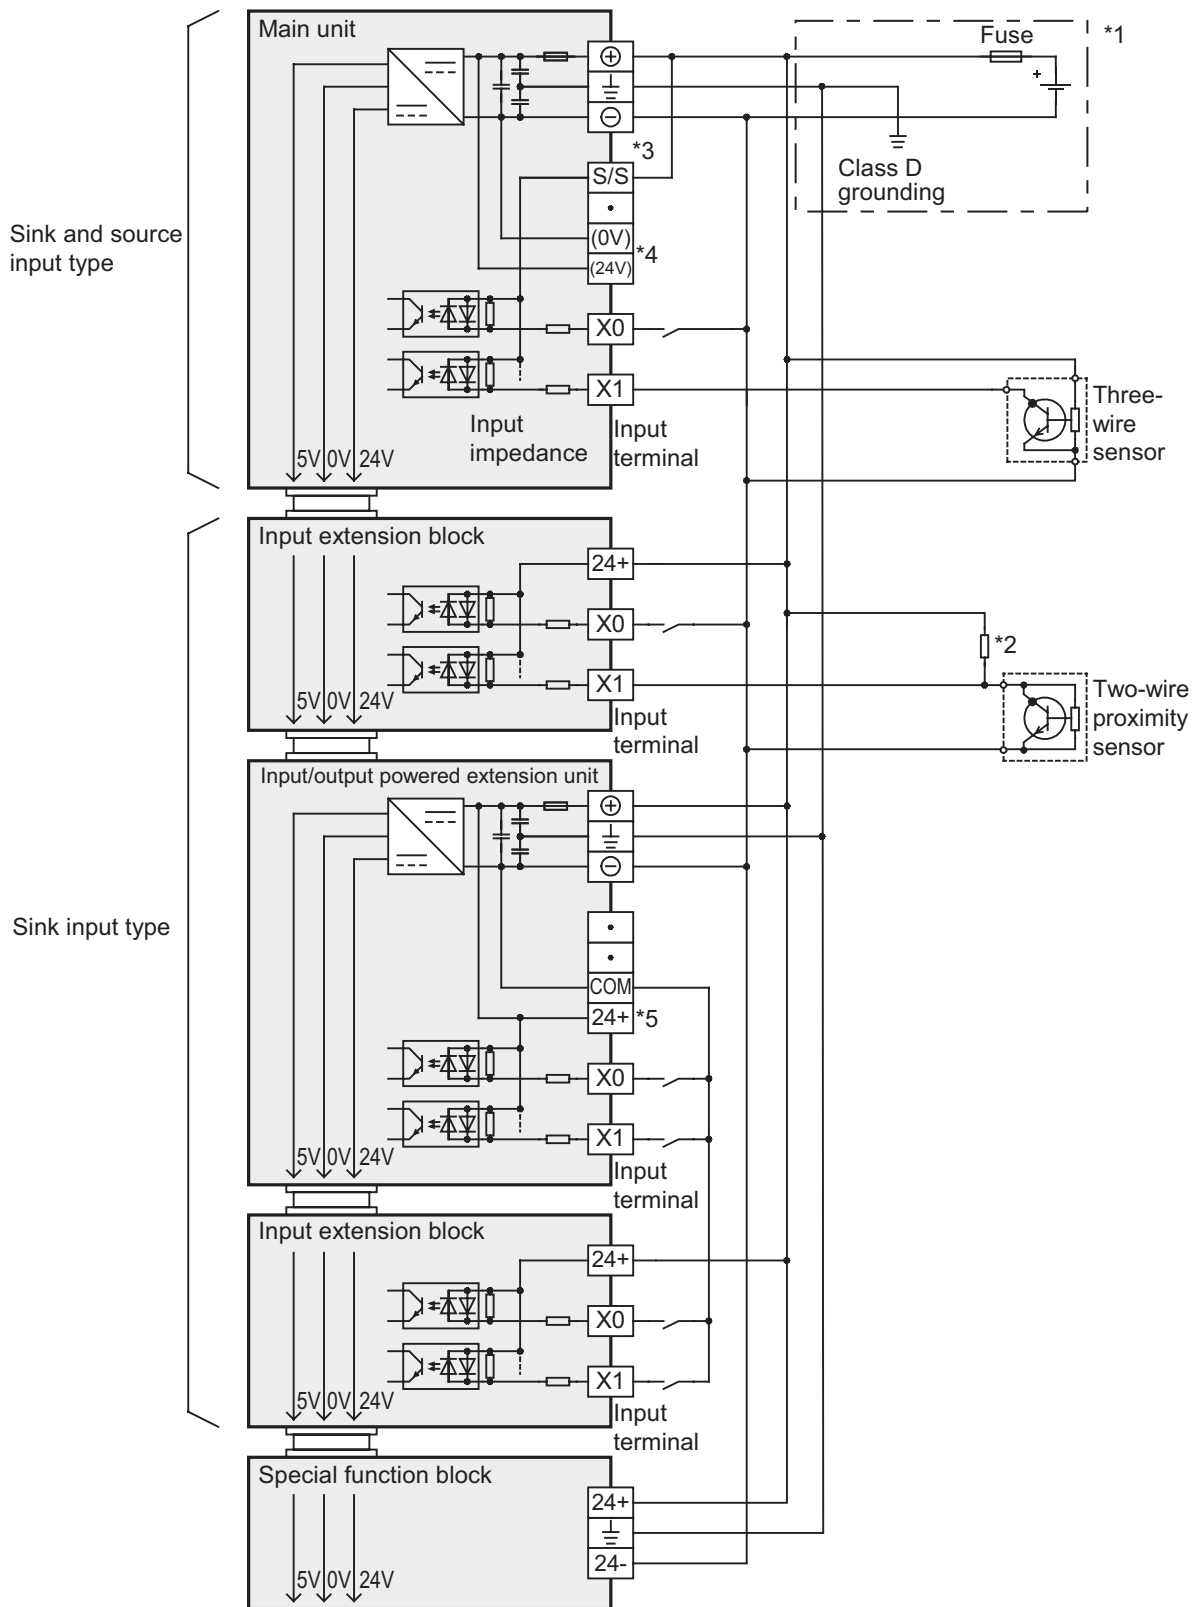 Main unit
Fuse
*1
+
*3
S/S
Class D
grounding
(0V)
*4
(24V)
Sink and source
input type
X0
X1
Three-
wire
sensor
Input
impedance
Input
terminal
5V 0V 24V
Input extension block
24+
X0
*2
X1
Two-wire
proximity
sensor
Input
terminal
5V 0V 24V
Input/output powered extension unit
Sink input type
COM
24+ *5
X0
X1
Input
terminal
5V 0V 24V
Input extension block
24+
X0
X1
Input
terminal
5V 0V 24V
Special function block
24+
24-
5V 0V 24V